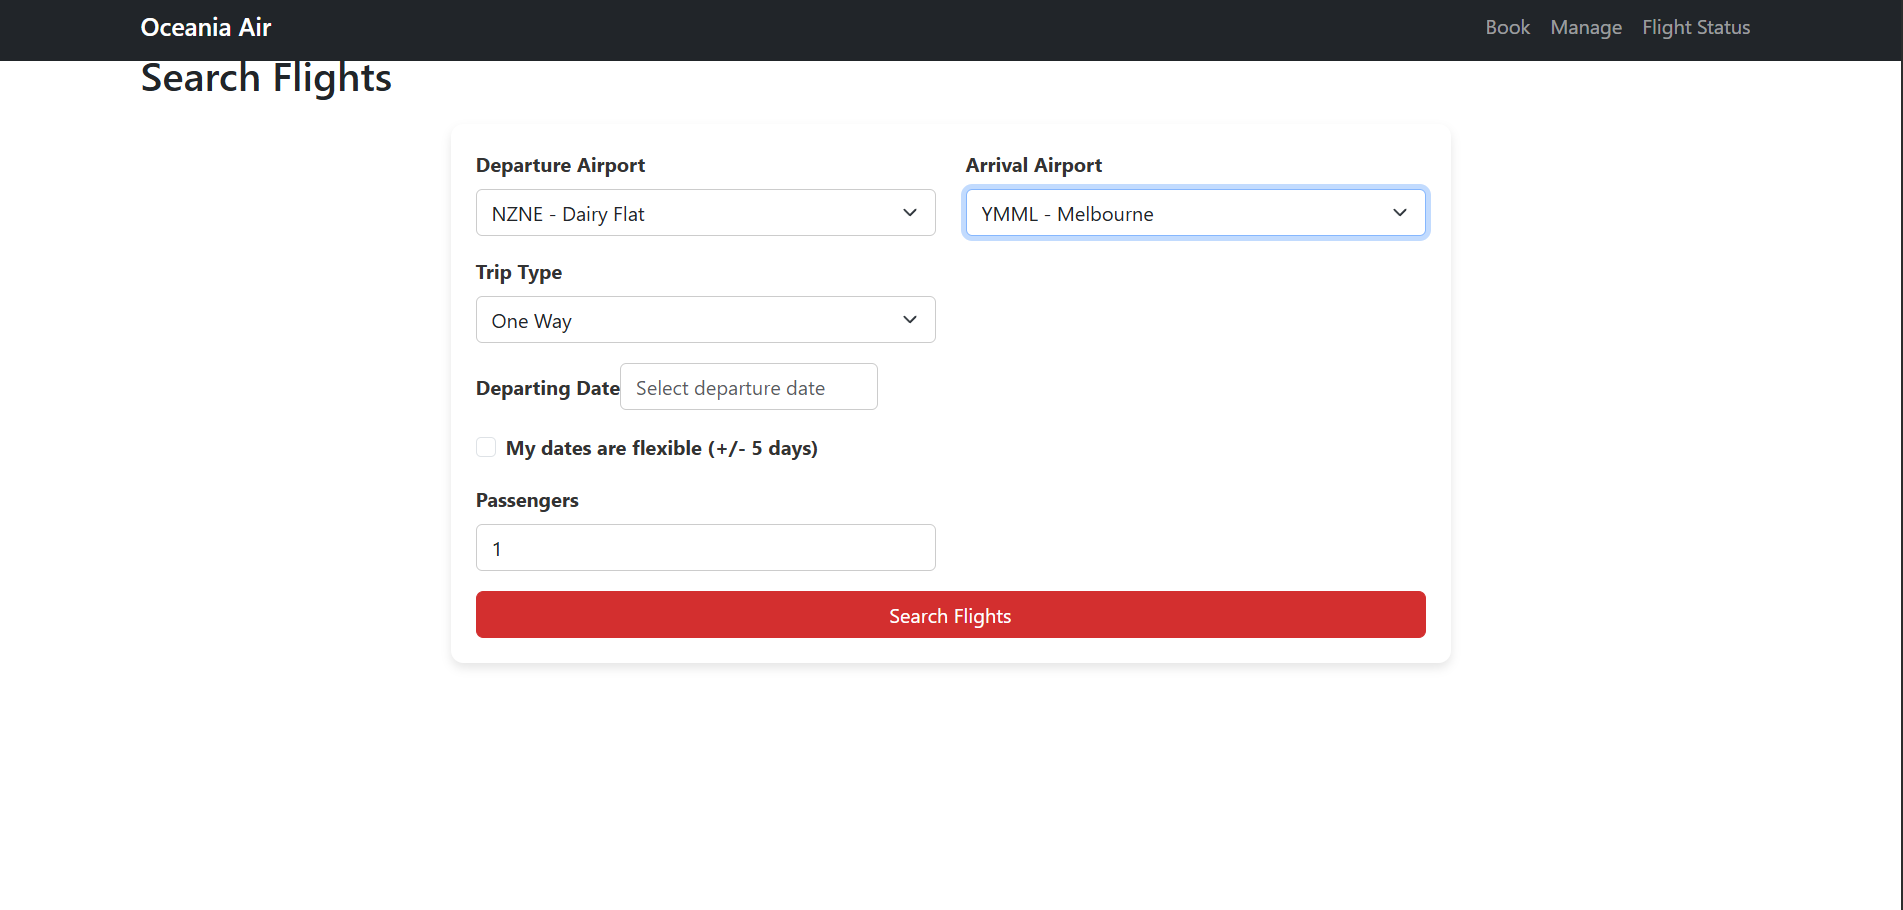 Oceania Air
Book Manage Flight Status
Search Flights
Departure Airport
Arrival Airport
NZNE - Dairy Flat
YMML - Melbourne
Trip Type
One Way
Departing Date
Select departure date
My dates are flexible (+/- 5 days)
Passengers
1
Search Flights